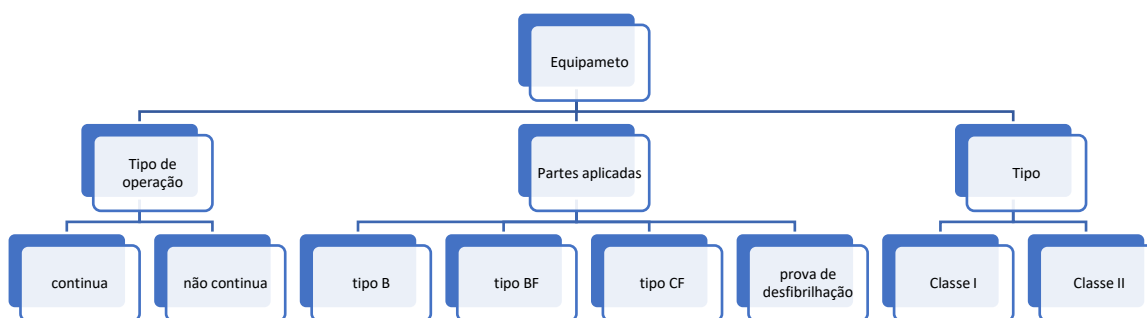 Equipameto
Tipo de
operação
Partes aplicadas
Tipo
continua
não continua
tipo B
tipo BF
tipo CF
prova de
desfibrilhação
Classe I
Classe II